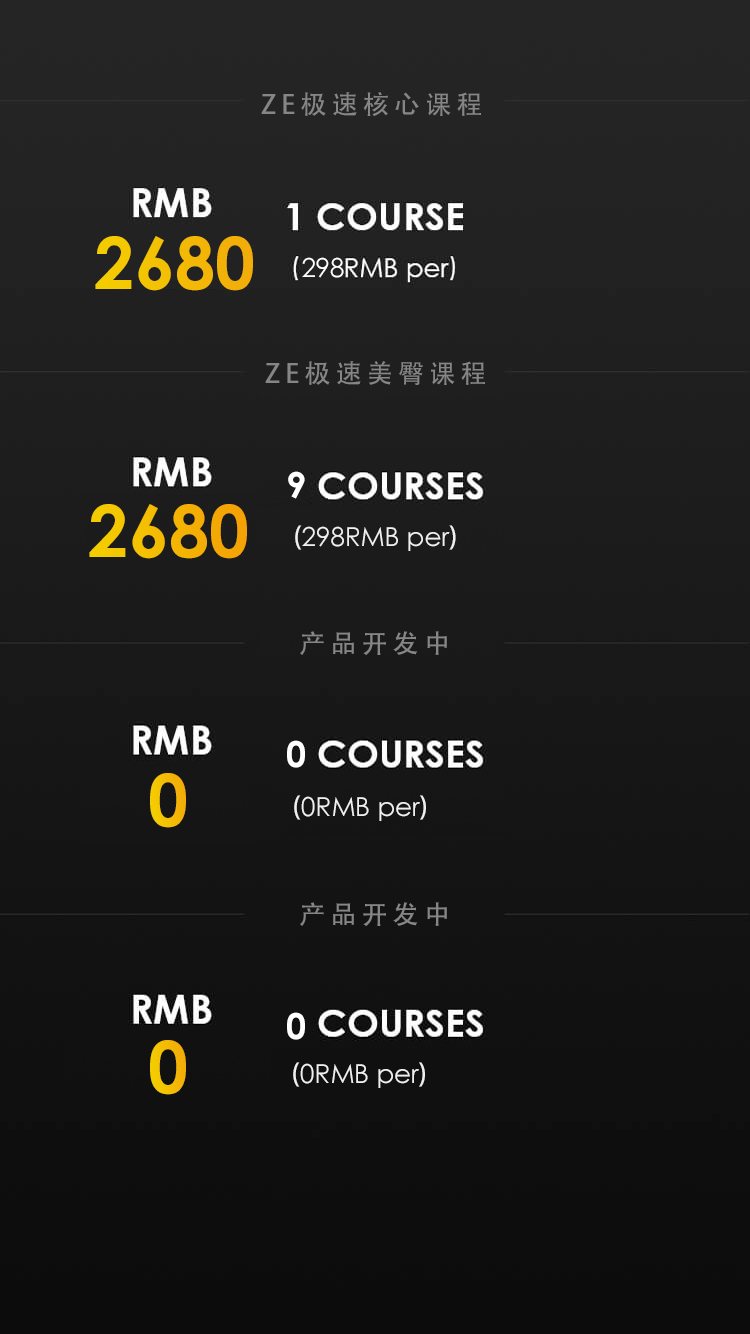 ZE极速核心课程
RMB
2680
1 COURSE
(298RMB per)
ZE极速美臀课程
RMB
2680
9 COURSES
(298RMB per)
产品开发中
RMB
0
0 COURSES
(0RMB per)
产品开发中
RMB
0
0 COURSES
(0RMB per)